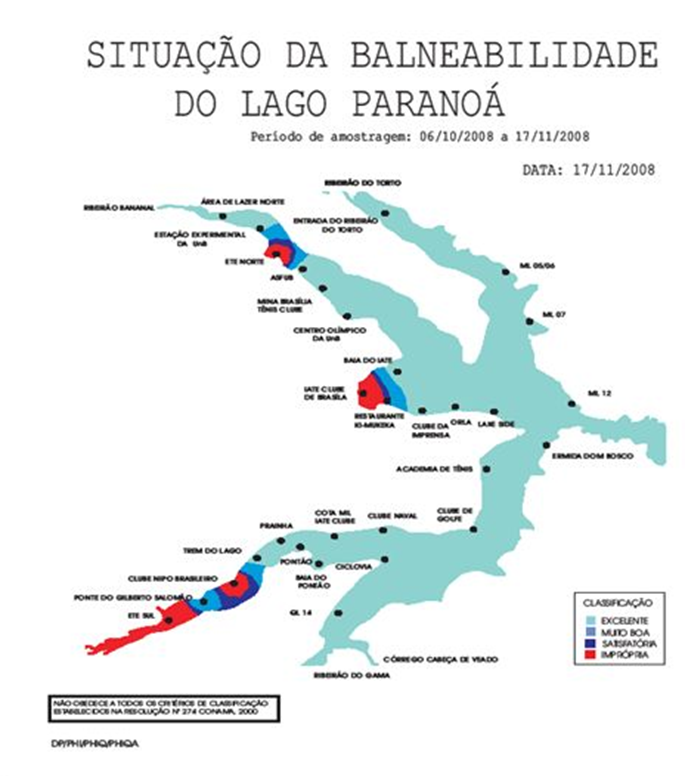 SITUAÇÃO DA BALNEABILIDADE
DO LAGO PARANOÁ
Período de amostragem: 06/10/2008 a 17/11/2008
DATA: 17/11/2008
RIBEIRÃO DO TORTO
RIBEIRÃO BANANAL
ÁREA DE LAZER NORTE
ENTRADA DO RIBEIRÃO
DO TORTO
ESTAÇÃO EXPERIMENTAL
DA UnB
ETE NORTE
ASFUB
ML 05/06
MINA BRASÍLIA
TÊNIS CLUBE
ML 07
CENTRO OLÍMPICO
DA UnB
BAIA DO IATE
IATE CLUBE
DE BRASÍLIA
ML 12
RESTAURANTE
KI-MUKEKA
CLUBE DA
IMPRENSA
ORLA
LAKE SIDE
ERMIDA DOM BOSCO
ACADEMIA DE TÊNIS
CLUBE DE
GOLFE
COTA MIL
IATE CLUBE
CLUBE NAVAL
PRAINHA
TREM DO LAGO
PONTÃO
CICLOVIA
BAIA DO
PONTÃO
CLUBE NIPO BRASILEIRO
PONTE DO GILBERTO SALOMÃO
ETE SUL
QL 14
CLASSIFICAÇÃO
EXCELENTE
MUITO BOA
SATISFATÓRIA
IMPRÓPRIA
CÓRREGO CABEÇA DE VEADO
RIBEIRÃO DO GAMA
NÃO OBEDECE A TODOS OS CRITÉRIOS DE CLASSIFICAÇÃO
ESTABELECIDOS NA RESOLUÇÃO Nº 274 CONAMA, 2000
DP/PHI/PHIQ/PHIQA